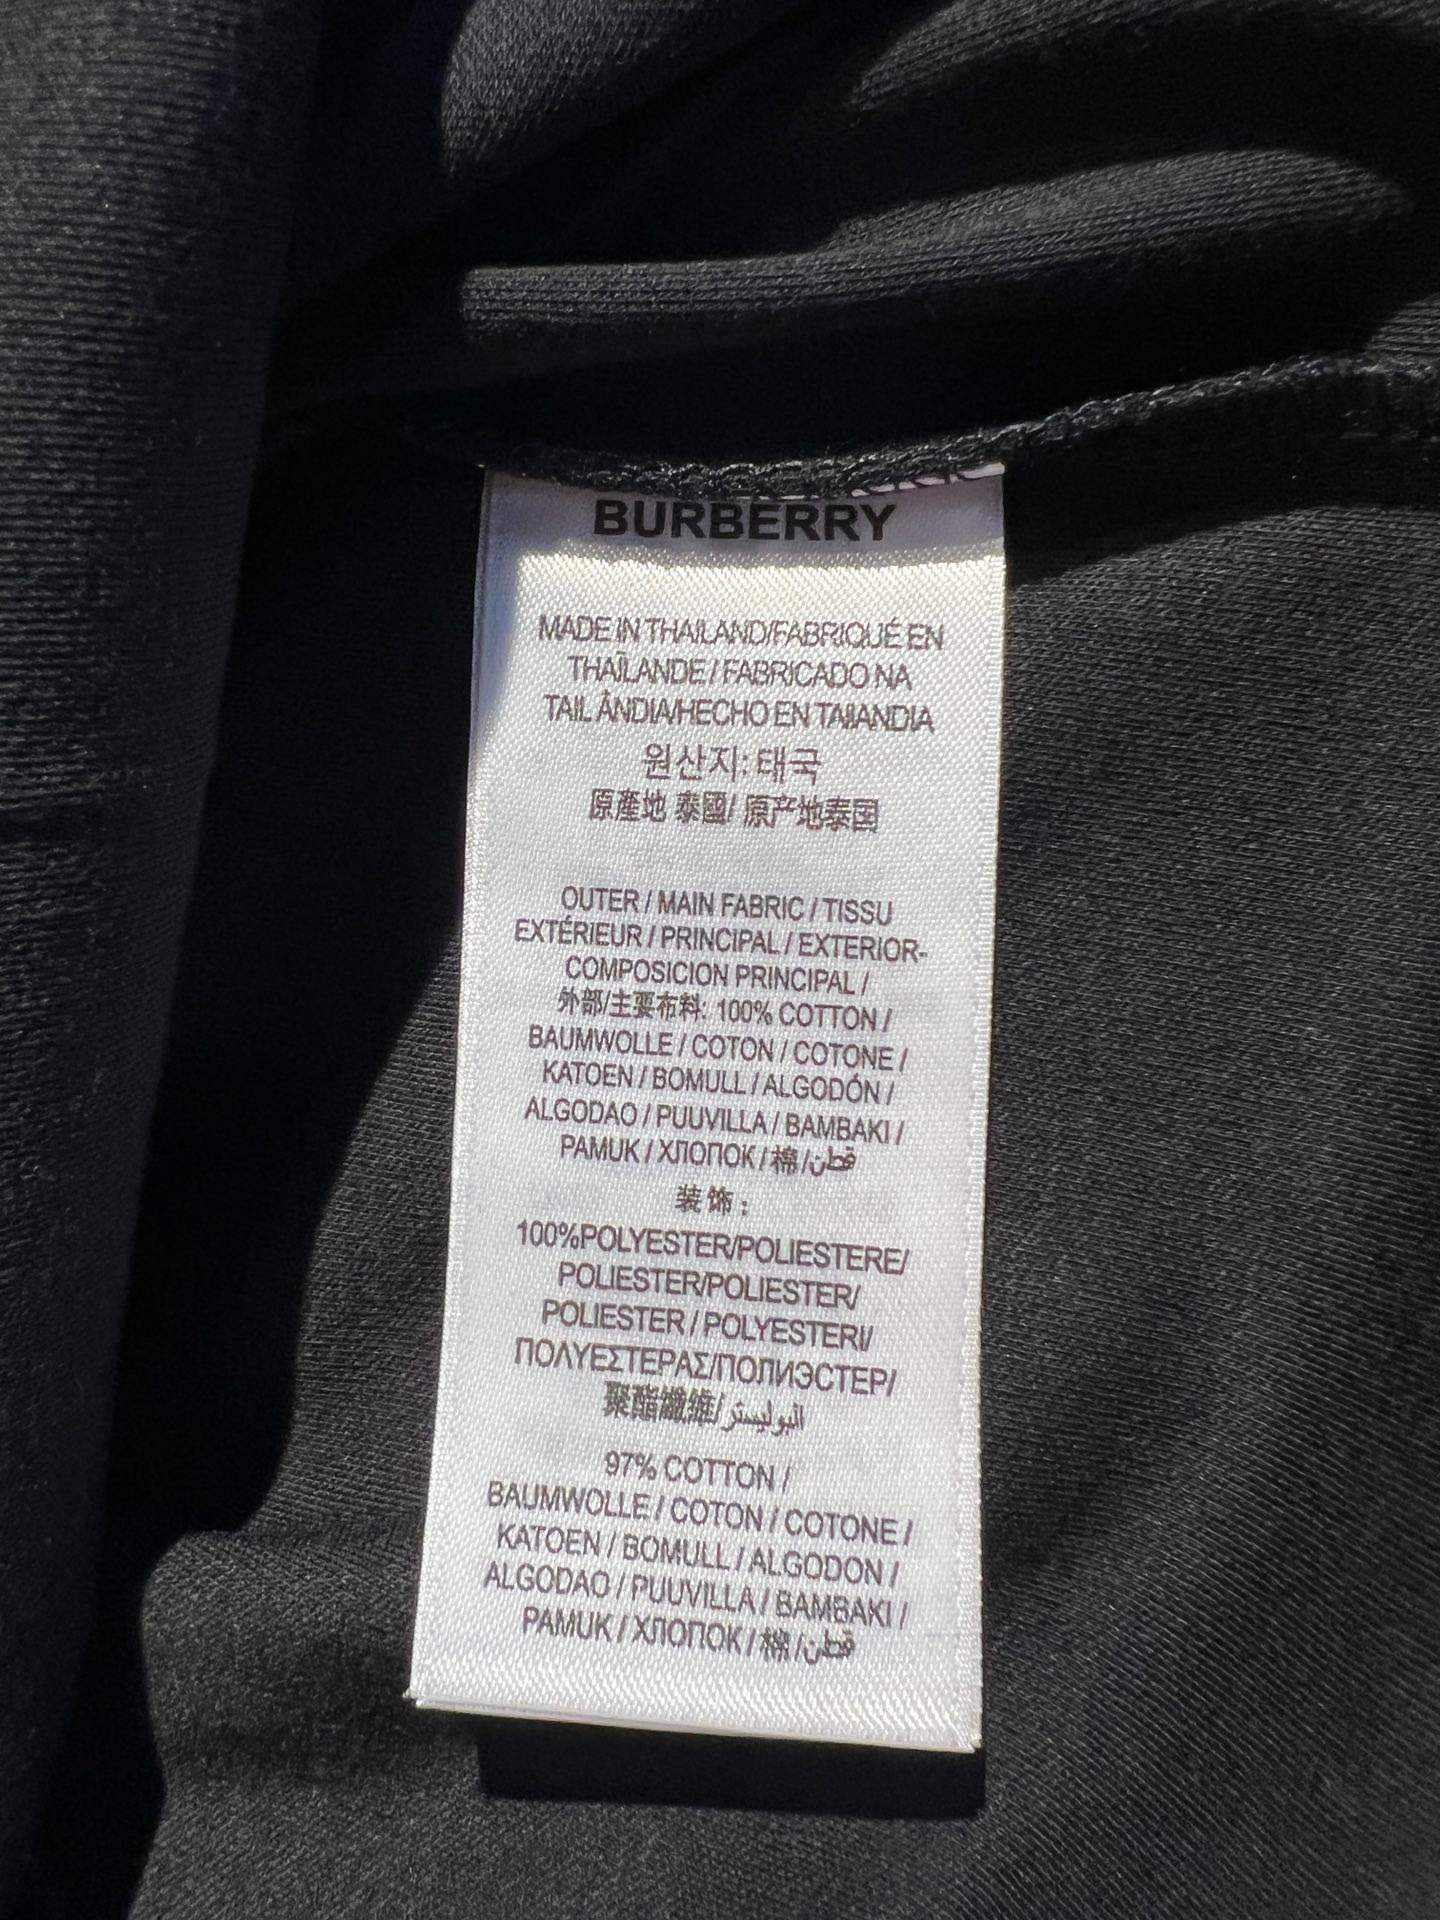 BURBERRY
MADE IN THAILAND/FABRIQUÉ EN
THAÏLANDE / FABRICADO NA
TAIL ÂNDIA/HECHO EN TAIIANDIA
원산지: 태국
原產地 泰國/ 原产地泰国
OUTER / MAIN FABRIC / TISSU
EXTÉRIEUR / PRINCIPAL / EXTERIOR-
COMPOSICION PRINCIPAL /
外部/主要布料: 100% COTTON /
BAUMWOLLE / COTON / COTONE /
KATOEN / BOMULL / ALGODÓN /
ALGODAO / PUUVILLA / BAMBAKI /
PAMUK / ХЛОПОК / 棉 /قطن
装 饰 :
100%POLYESTER/POLIESTERE/
POLIESTER/POLIESTER/
POLIESTER / POLYESTERI/
ΠΟΛΥΕΣΤΕΡΑΣ/ПОЛИЭСТЕР/
聚酯纖維/انبوليستر
97% COTTON /
BAUMWOLLE / COTON / COTONE /
KATOEN / BOMULL / ALGODON /
ALGODAO / PUUVILLA / BAMBAKI /
PAMUK / ХЛОПОК / 棉 /قطن